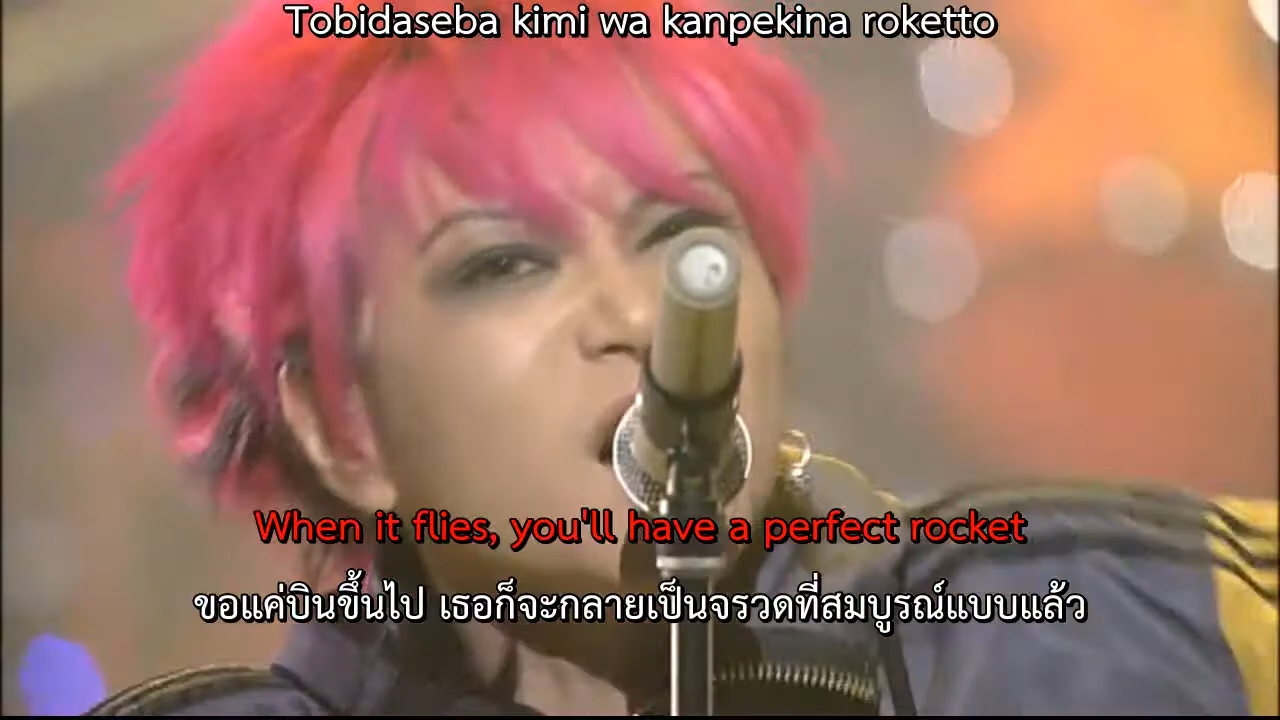 Tobidaseba kimi wa kanpekina roketto
When it flies, you'll have a perfect rocket
ขอแค่บินขึ้นไป เธอก็จะกลายเป็นจรวดที่สมบูรณ์แบบแล้ว